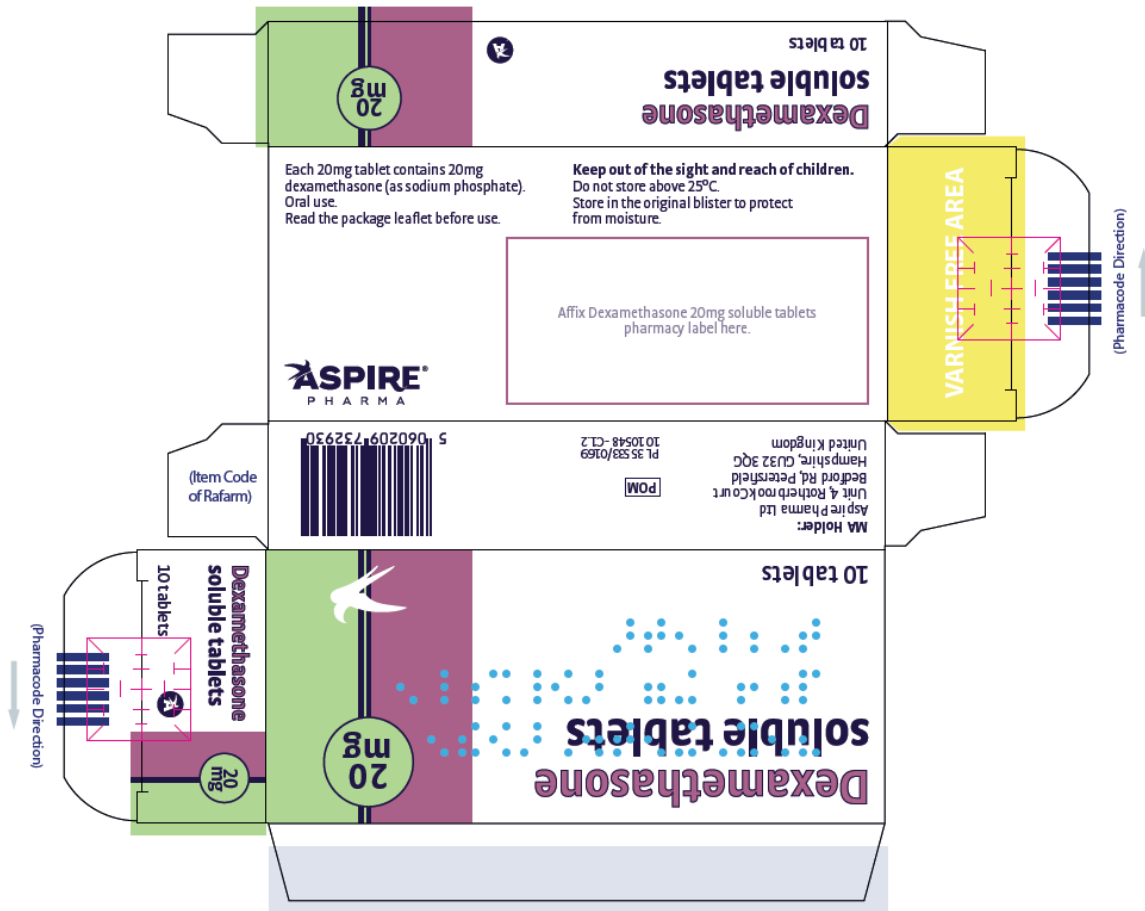 Dexamethasone
soluble tablets
10 tablets
20
mg
Each 20mg tablet contains 20mg
dexamethasone (as sodium phosphate).
Oral use.
Read the package leaflet before use.
Keep out of the sight and reach of children.
Do not store above 25°C.
Store in the original blister to protect
from moisture.
Affix Dexamethasone 20mg soluble tablets
pharmacy label here.
ASPIRE®
PHARMA
VARNISH FREE AREA
(Pharmacode Direction)
(Item Code
of Rafarm)
5 060209 732930
PL 35533/0169
1010548 - C1.2
POM
MA Holder:
Aspire Pharma Ltd
Unit 4, Rotherbrook Court
Bedford Rd, Petersfield
Hampshire, GU32 3QG
United Kingdom
Dexamethasone
soluble tablets
10 tablets
20
mg
(Pharmacode Direction)
Dexamethasone
soluble tablets
10 tablets
20
mg